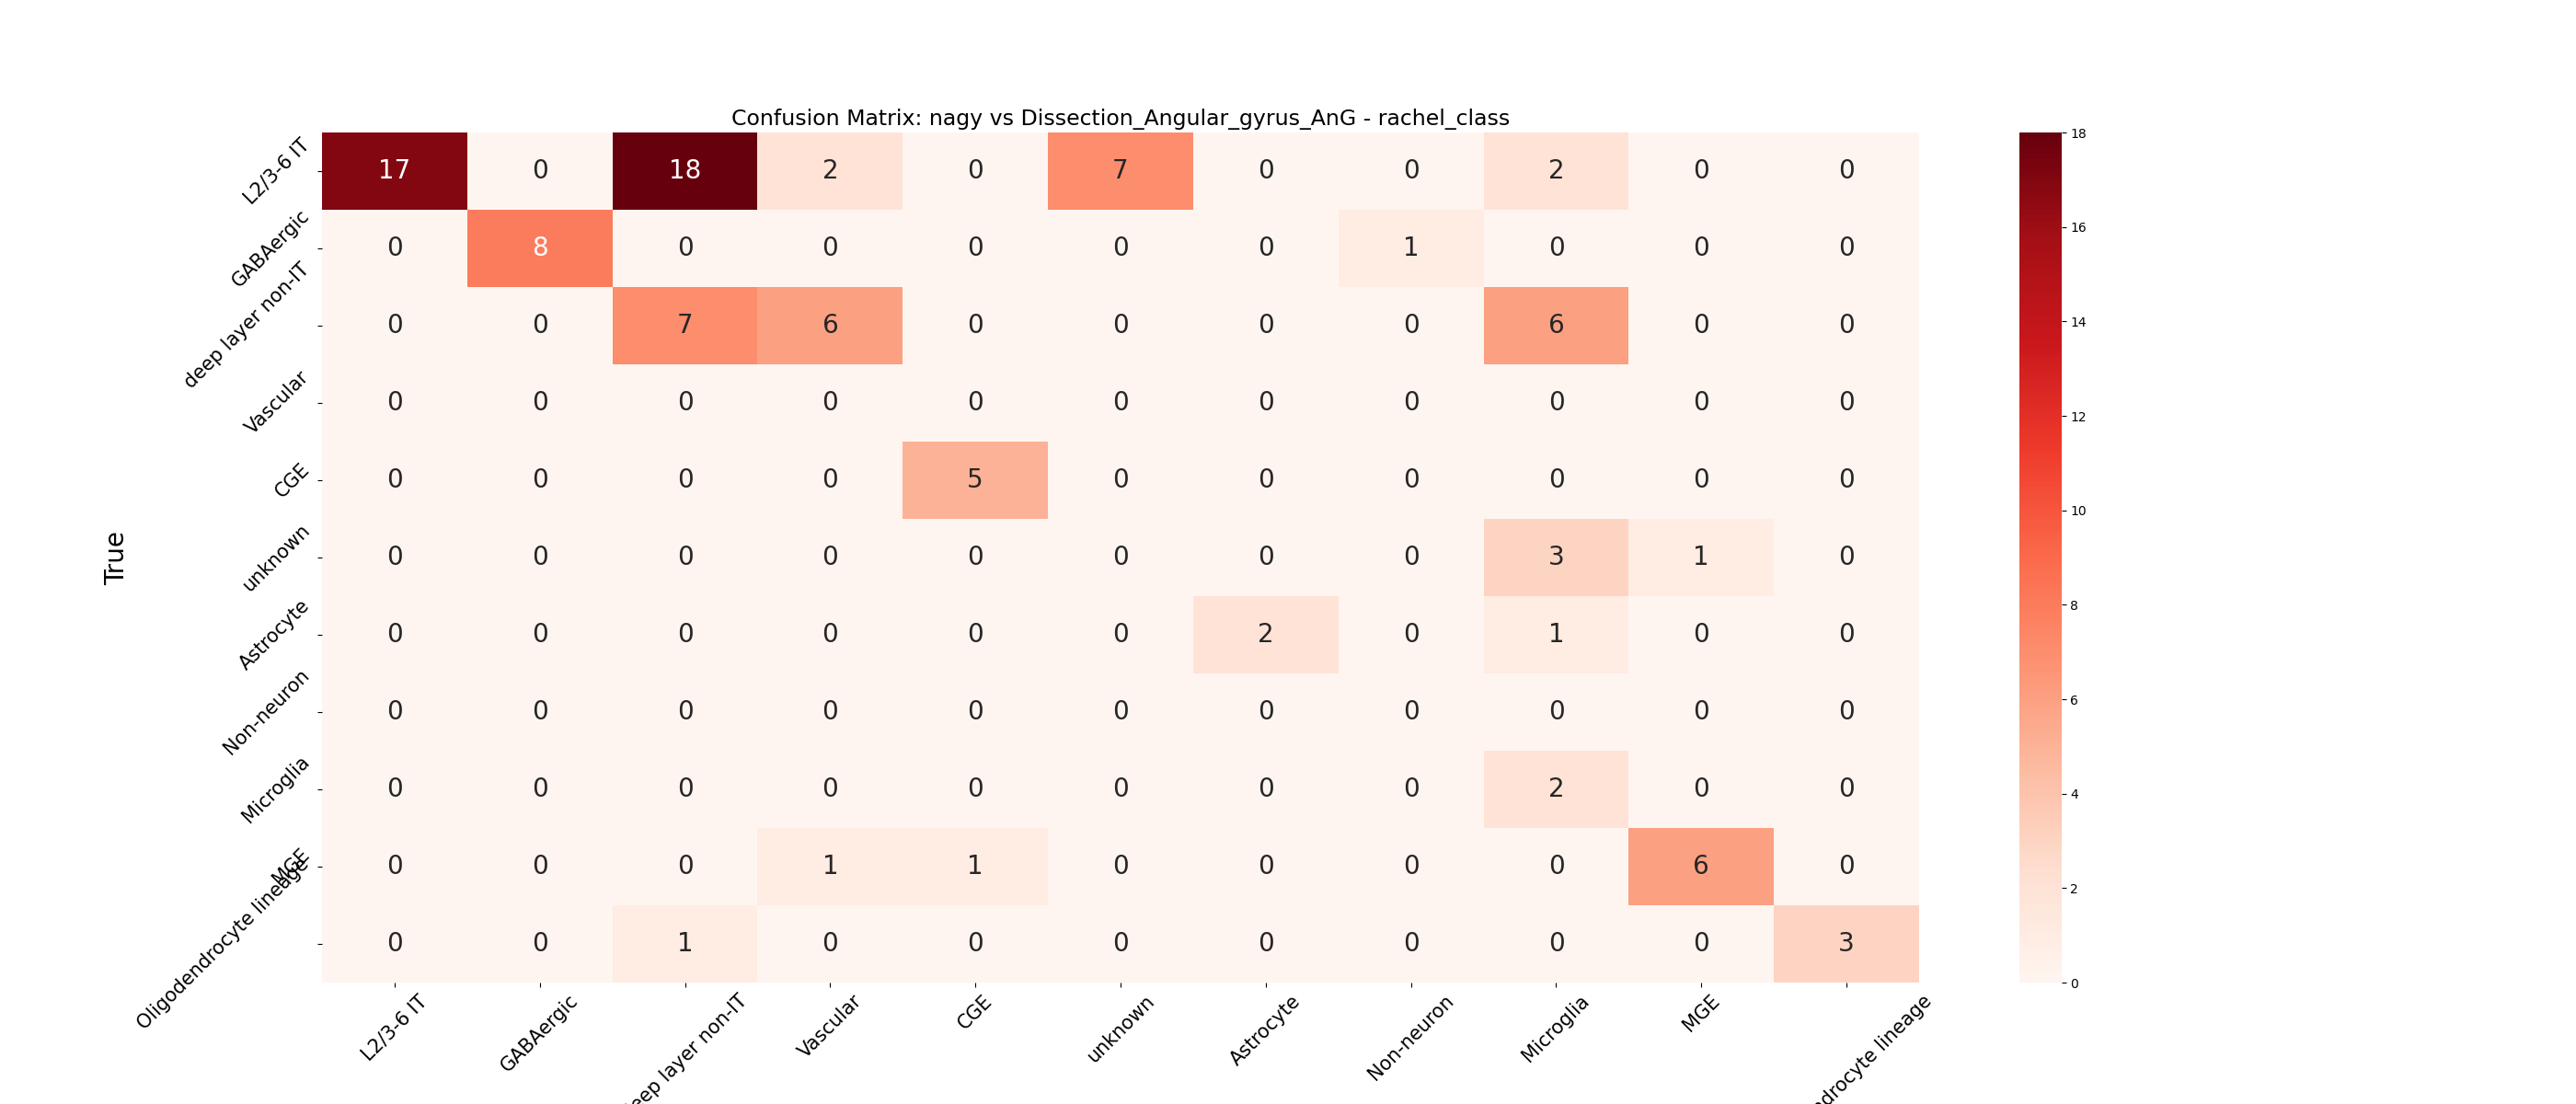 Confusion Matrix: nagy vs Dissection_Angular_gyrus_AnG - rachel_class
True
L2/3-6 IT 17 0 18 2 0 7 0 0 2 0 0
GABAergic 0 8 0 0 0 0 0 1 0 0 0
deep layer non-IT 0 0 7 6 0 0 0 0 6 0 0
Vascular 0 0 0 0 0 0 0 0 0 0 0
CGE 0 0 0 0 5 0 0 0 0 0 0
unknown 0 0 0 0 0 0 0 0 3 1 0
Astrocyte 0 0 0 0 0 0 2 0 1 0 0
Non-neuron 0 0 0 0 0 0 0 0 0 0 0
Microglia 0 0 0 0 0 0 0 0 2 0 0
MGE 0 0 0 1 1 0 0 0 0 6 0
Oligodendrocyte lineage 0 0 1 0 0 0 0 0 0 0 3
L2/3-6 IT GABAergic eep layer non-IT Vascular CGE unknown Astrocyte Non-neuron Microglia MGE drocyte lineage
18
16
14
12
10
8
6
4
2
0